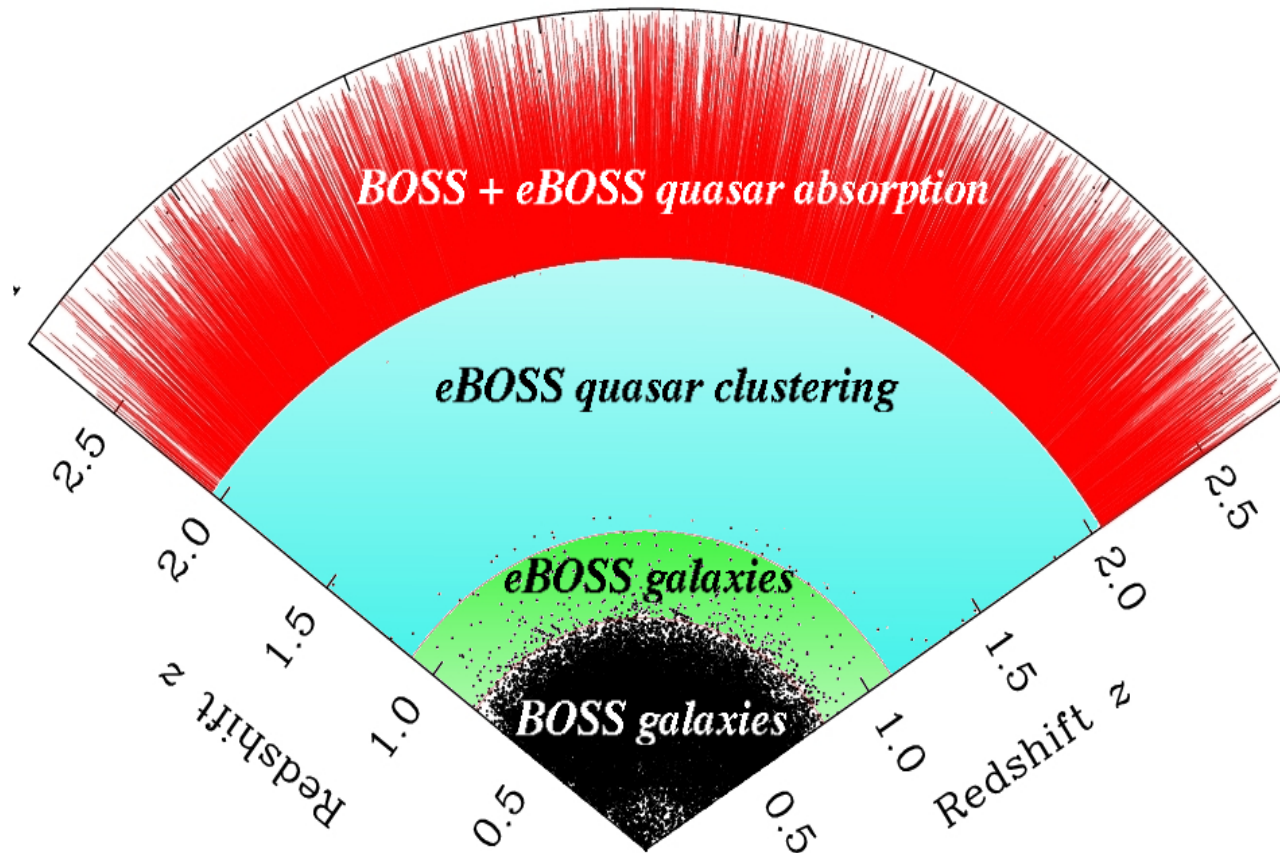 BOSS + eBOSS quasar absorption
eBOSS quasar clustering
eBOSS galaxies
BOSS galaxies
2.5
2.0
1.5
1.0
0.5
Redshift z
0.5
1.0
1.5
2.0
2.5
Redshift z